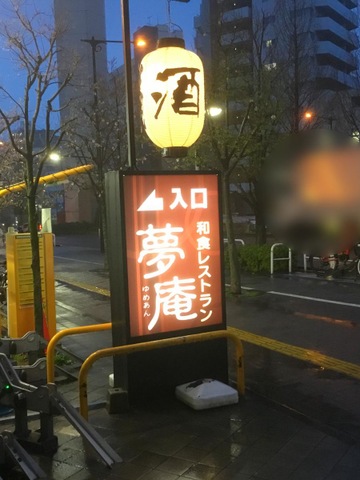 酒
入口
和食レストラン
夢庵
ゆめあん